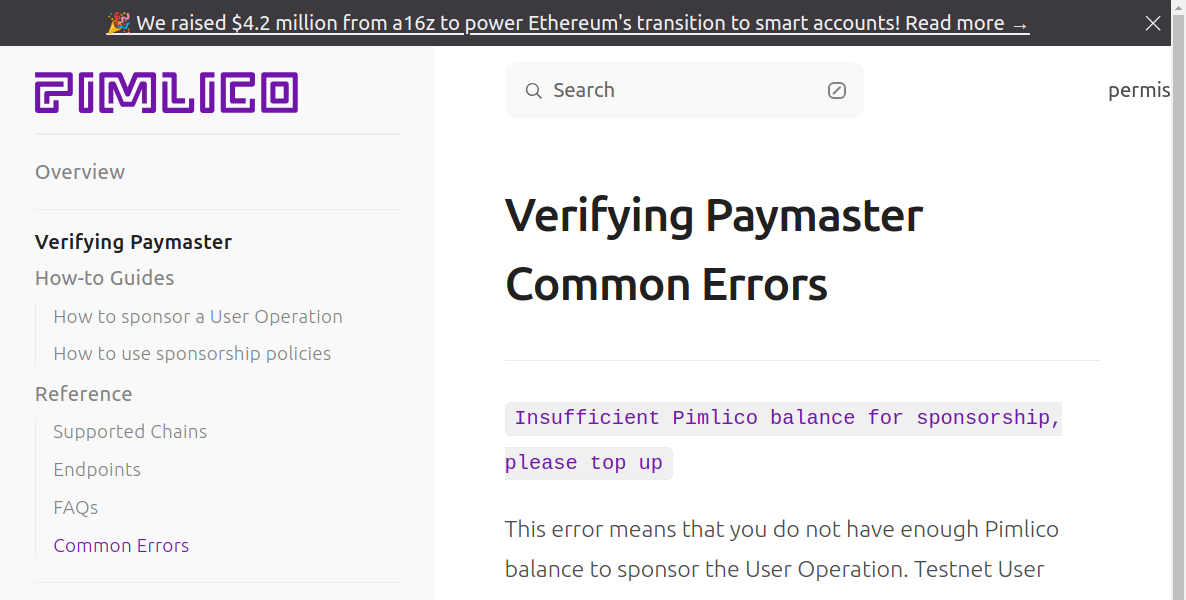 🎉 We raised $4.2 million from a16z to power Ethereum's transition to smart accounts! Read more →
PIMLICO
Search
permis
Overview
Verifying Paymaster
How-to Guides
How to sponsor a User Operation
How to use sponsorship policies
Reference
Supported Chains
Endpoints
FAQs
Common Errors
Verifying Paymaster
Common Errors
Insufficient Pimlico balance for sponsorship,
please top up
This error means that you do not have enough Pimlico
balance to sponsor the User Operation. Testnet User